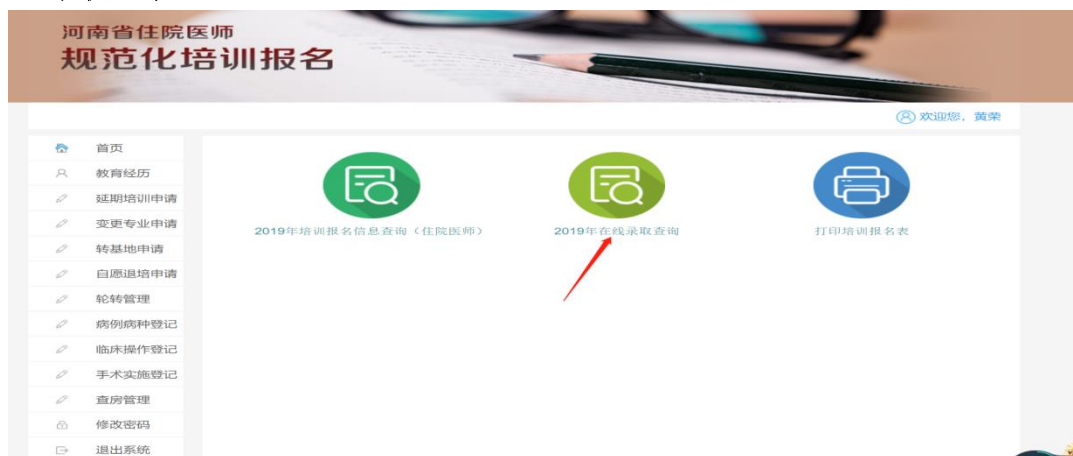 河南省住院医师
规范化培训报名
欢迎您，黄荣
首页
教育经历
延期培训申请
变更专业申请
转基地申请
自愿退培申请
轮转管理
病例病种登记
临床操作登记
手术实施登记
查房管理
修改密码
退出系统
2019年培训报名信息查询（住院医师）
2019年在线录取查询
打印培训报名表